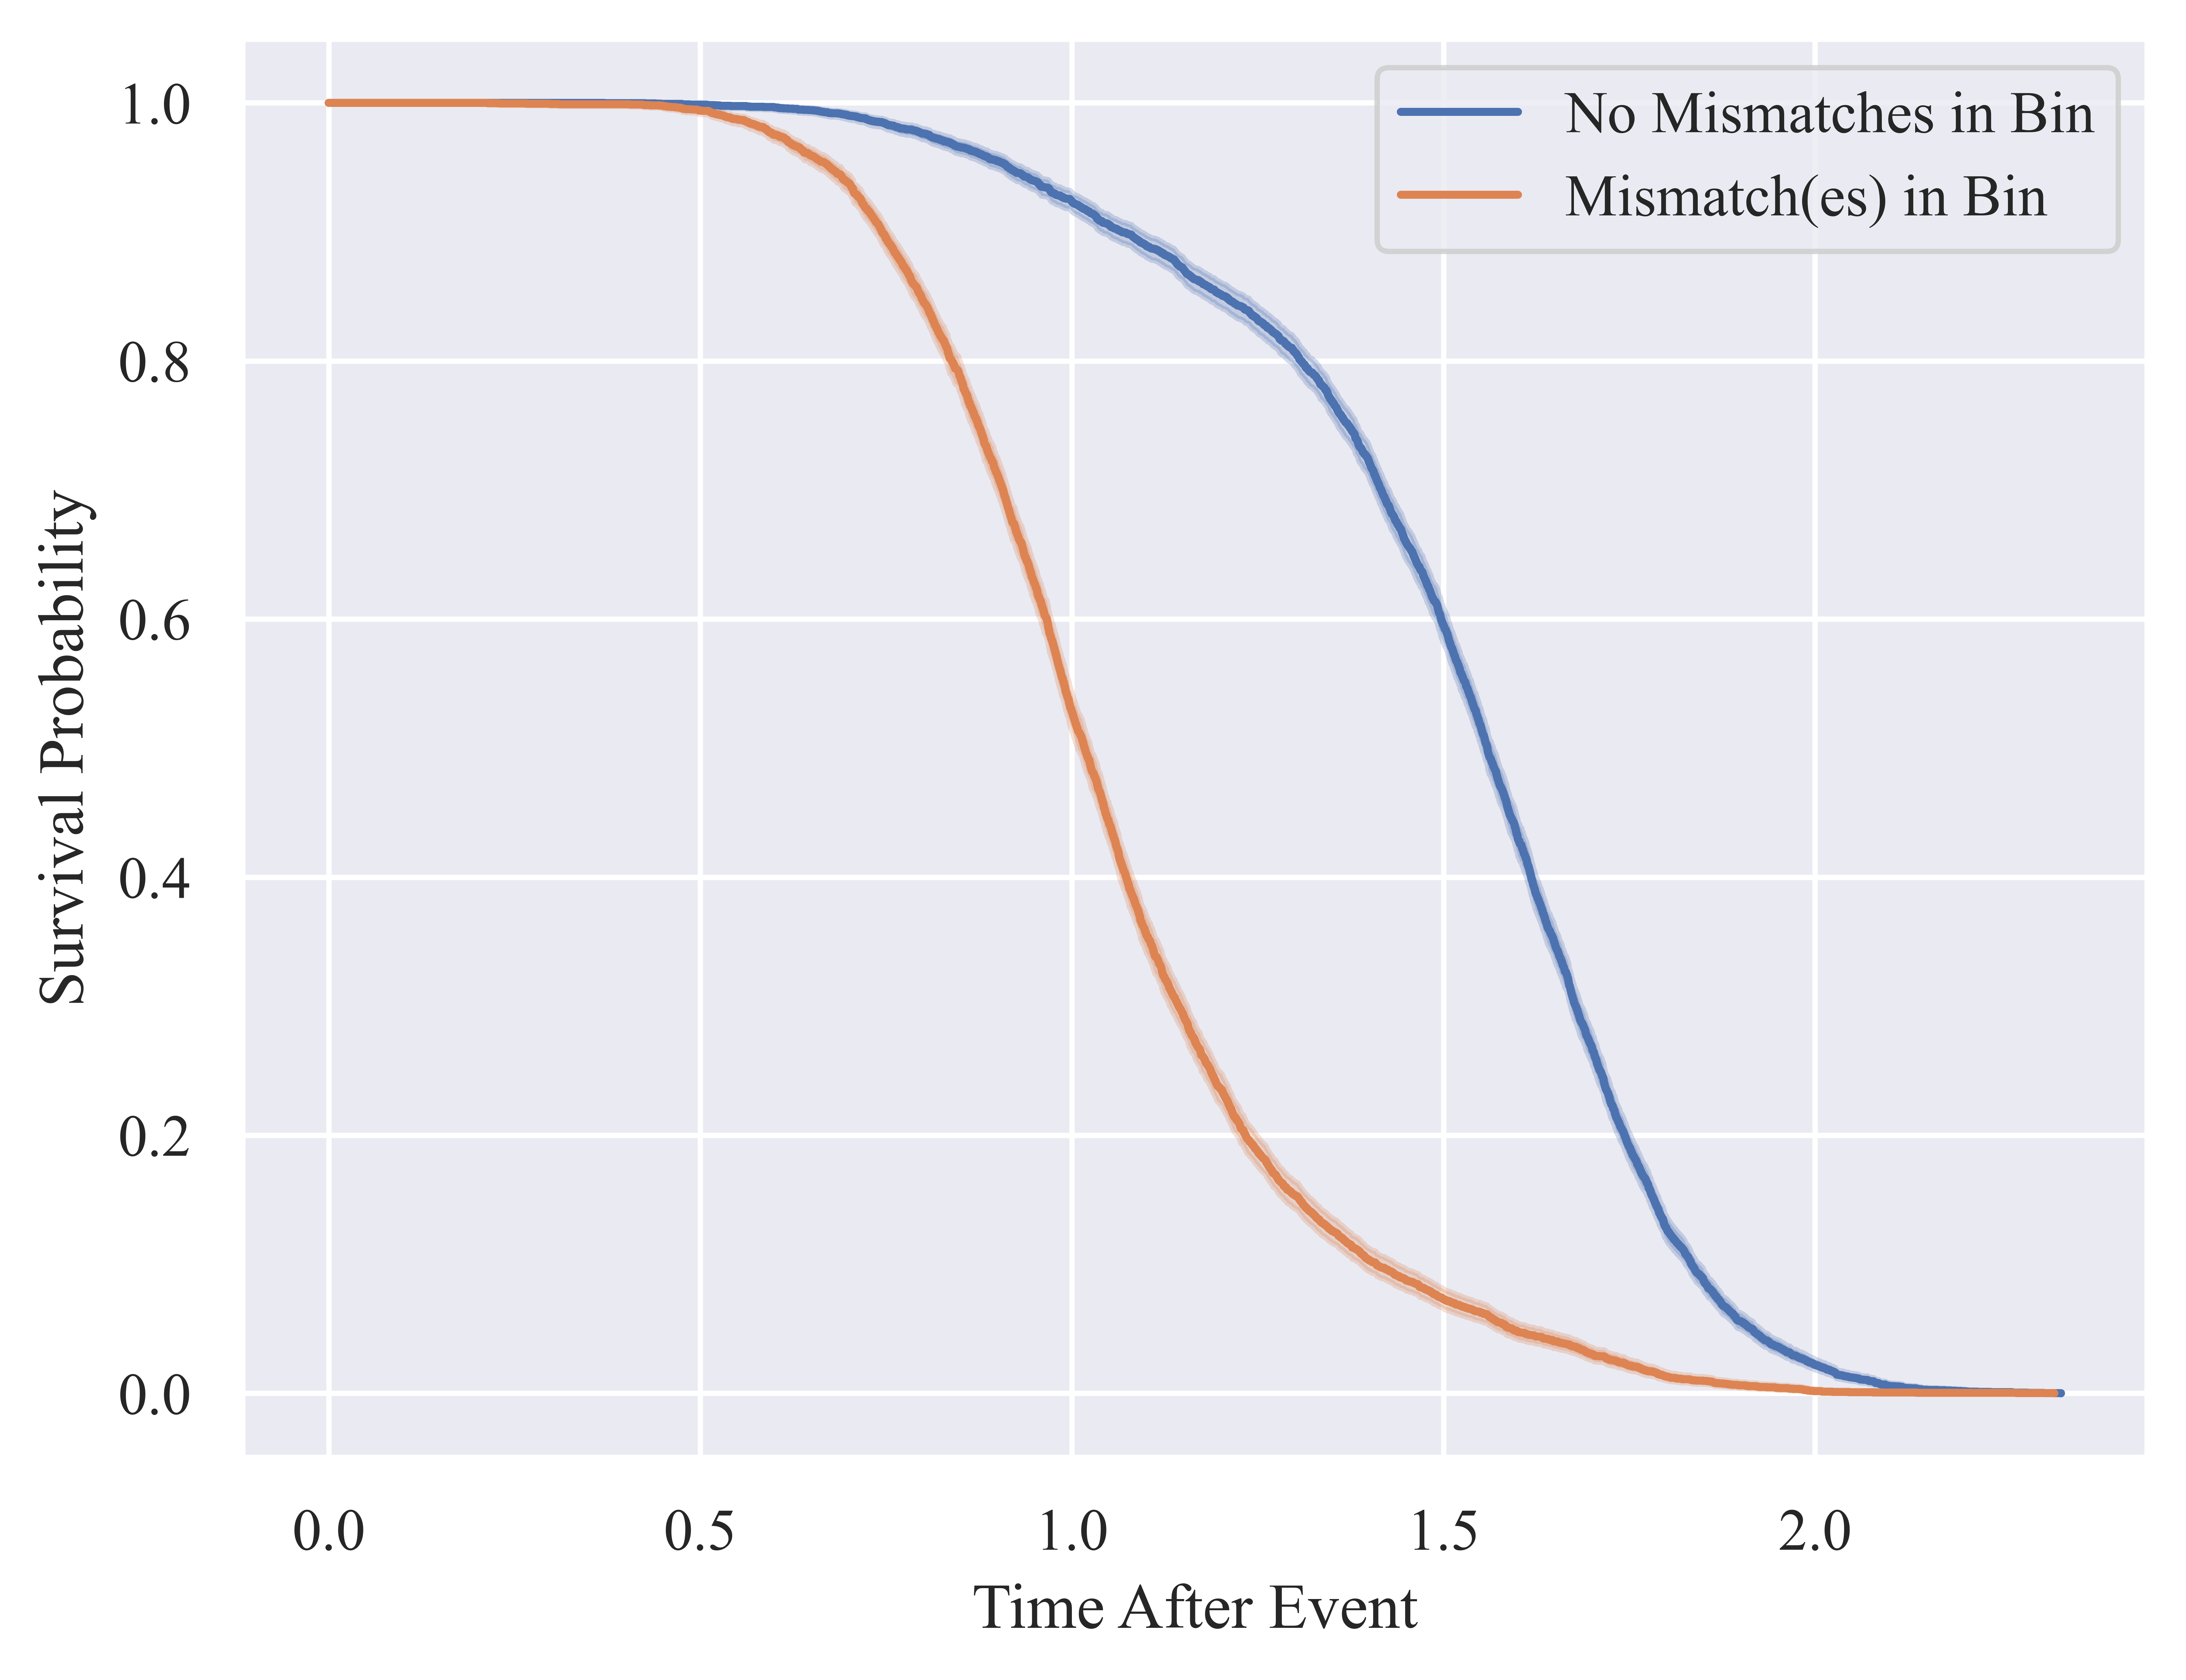 No Mismatches in Bin
Mismatch(es) in Bin
1.0
0.8
0.6
0.4
0.2
0.0
Survival Probability
0.0 0.5 1.0 1.5 2.0
Time After Event